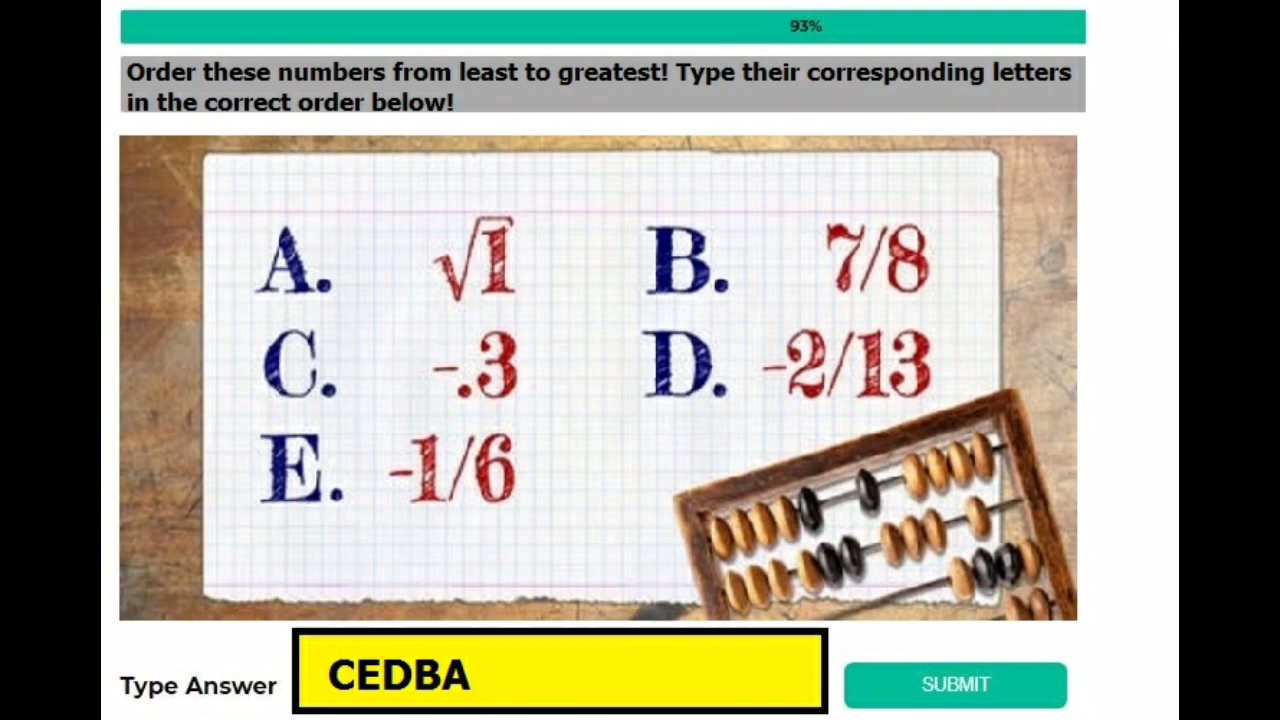 93%
Order these numbers from least to greatest! Type their corresponding letters
in the correct order below!
A. √1 B. 7/8
C. -.3 D. -2/13
E. -1/6
Type Answer CEDBA SUBMIT